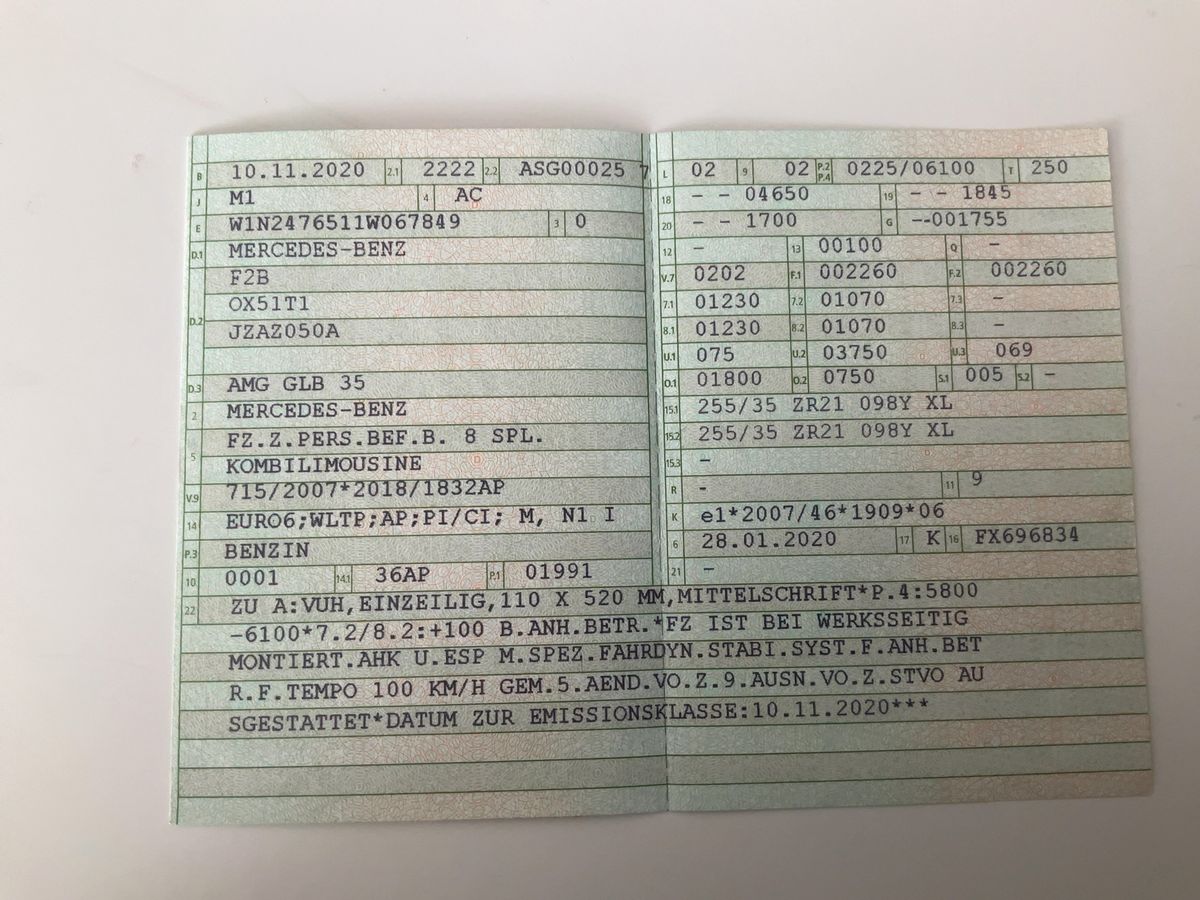 B 10.11.2020 2.1 2222 2.2 ASG00025 7
J M1 4 AC
E W1N2476511W067849 3 0
D.1 MERCEDES-BENZ
F2B
D.2 OX51T1
JZAZ050A
D.3 AMG GLB 35
2 MERCEDES-BENZ
5 FZ.Z.PERS.BEF.B. 8 SPL.
KOMBILIMOUSINE
V.9 715/2007*2018/1832AP
14 EURO6;WLTP;AP;PI/CI; M, N1 I
P.3 BENZIN
10 0001 14.1 36AP P.1 01991
L 02 9 02 P.2 P.4 0225/06100 T 250
18 - - 04650 19 - - 1845
20 - - 1700 G --001755
12 - 13 00100 Q -
V.7 0202 F.1 002260 F.2 002260
7.1 01230 7.2 01070 7.3 -
8.1 01230 8.2 01070 8.3 -
U.1 075 U.2 03750 U.3 069
O.1 01800 O.2 0750 S.1 005 S.2 -
15.1 255/35 ZR21 098Y XL
15.2 255/35 ZR21 098Y XL
15.3 -
R - 11 9
K e1*2007/46*1909*06
6 28.01.2020 17 K 16 FX696834
21 -
22 ZU A:VUH,EINZEILIG,110 X 520 MM,MITTELSCHRIFT*P.4:5800
-6100*7.2/8.2:+100 B.ANH.BETR.*FZ IST BEI WERKSSEITIG
MONTIERT.AHK U.ESP M.SPEZ.FAHRDYN.STABI.SYST.F.ANH.BET
R.F.TEMPO 100 KM/H GEM.5.AEND.VO.Z.9.AUSN.VO.Z.STVO AU
SGESTATTET*DATUM ZUR EMISSIONSKLASSE:10.11.2020***